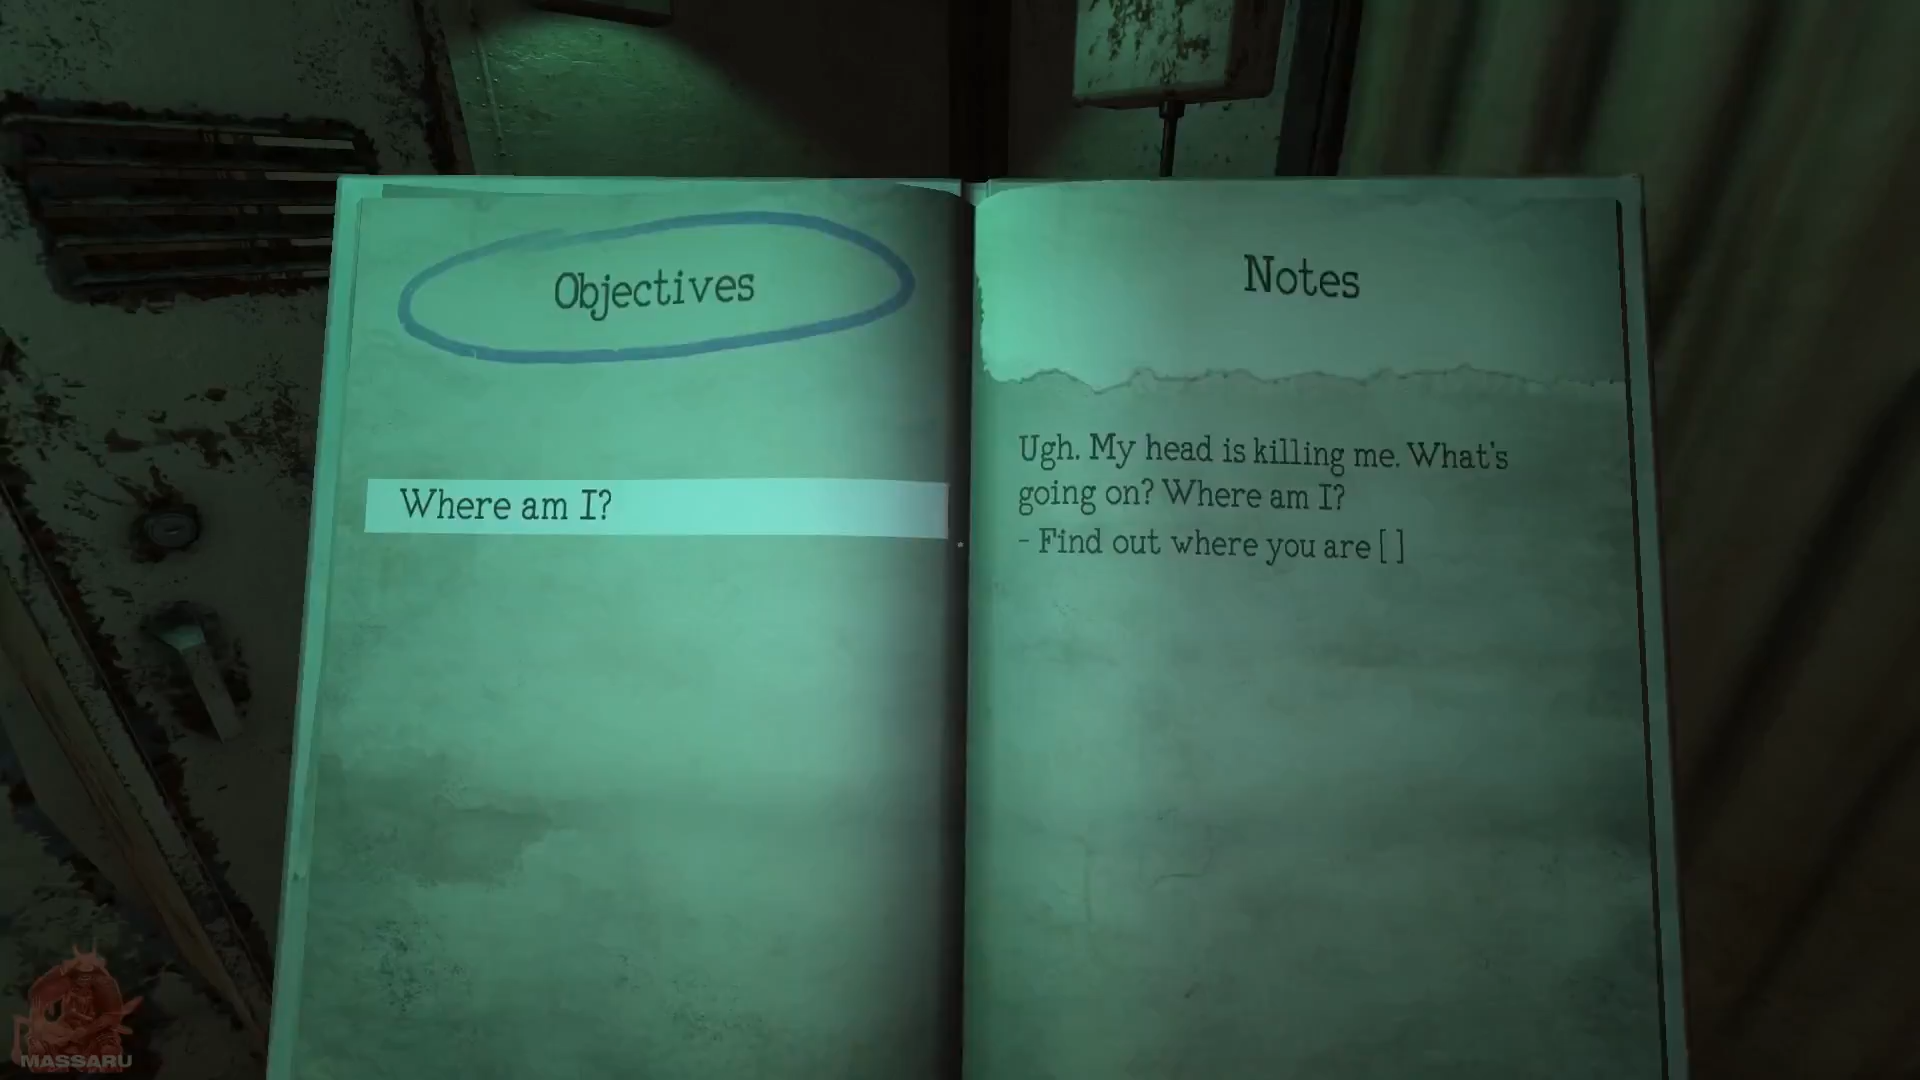 Objectives
Where am I?
Notes
Ugh. My head is killing me. What's
going on? Where am I?
- Find out where you are [ ]
MASSARU